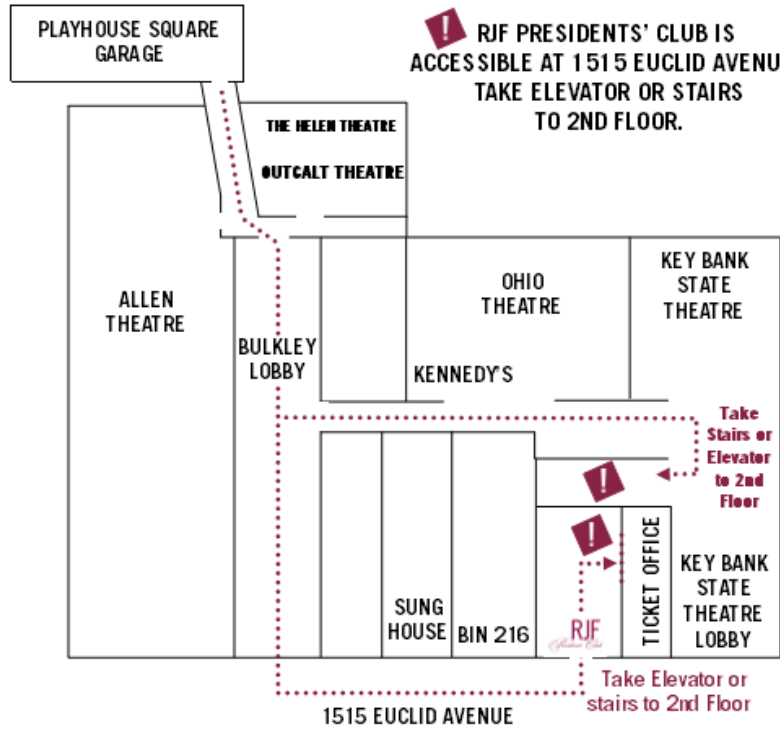 PLAYHOUSE SQUARE
GARAGE
! RJF PRESIDENTS' CLUB IS
ACCESSIBLE AT 1515 EUCLID AVENU
TAKE ELEVATOR OR STAIRS
TO 2ND FLOOR.
THE HELEN THEATRE
OUTCALT THEATRE
ALLEN
THEATRE
BULKLEY
LOBBY
OHIO
THEATRE
KEY BANK
STATE
THEATRE
KENNEDY'S
Take
Stairs or
Elevator
to 2nd
Floor
!
!
SUNG
HOUSE
BIN 216
RJF
Presidents' Club
TICKET OFFICE
KEY BANK
STATE
THEATRE
LOBBY
Take Elevator or
stairs to 2nd Floor
1515 EUCLID AVENUE